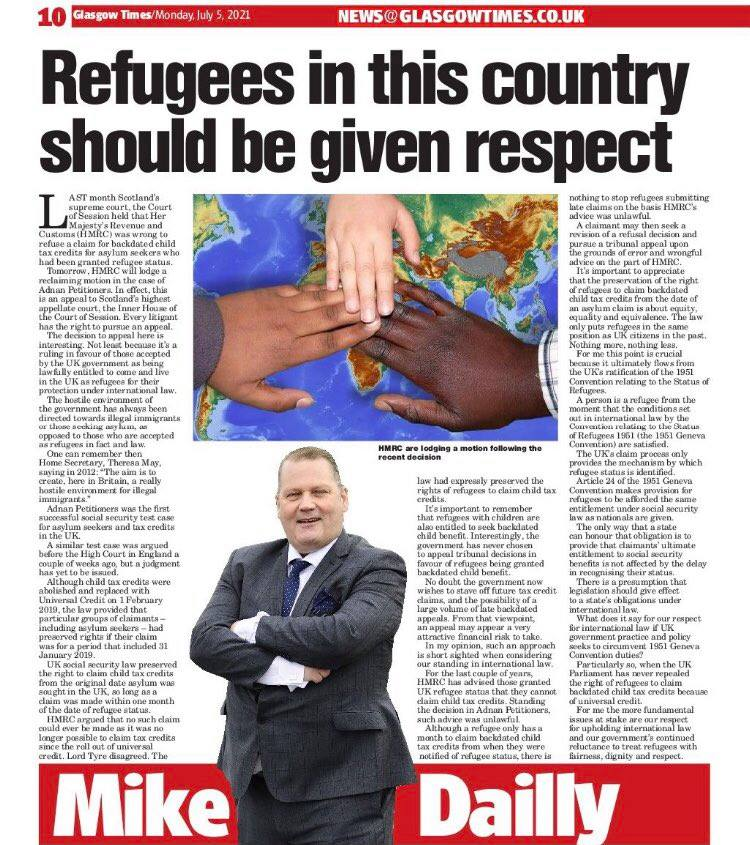 10 Glasgow Times/Monday, July 5, 2021
NEWS@GLASGOWTIMES.CO.UK
Refugees in this country
should be given respect
LAST month Scotland's
supreme court, the Court
of Session held that Her
Majesty's Revenue and
Customs (HMRC) was wrong to
refuse a claim for backdated child
tax credits for asylum seekers who
had been granted refugee status.
Tomorrow, HMRC will lodge a
reclaiming motion in the case of
Adnan Petitioners. In effect, this
is an appeal to Scotland's highest
appellate court, the Inner House of
the Court of Session. Every litigant
has the right to pursue an appeal.
The decision to appeal here is
interesting. Not least because it's a
ruling in favour of those accepted
by the UK government as being
lawfully entitled to come and live
in the UK as refugees for their
protection under international law.
The hostile environment of
the government has always been
directed towards illegal immigrants
or those seeking asylum, as
opposed to those who are accepted
as refugees in fact and law.
One can remember then
Home Secretary, Theresa May,
saying in 2012: "The aim is to
create, here in Britain, a really
hostile environment for illegal
immigrants."
Adnan Petitioners was the first
successful social security test case
for asylum seekers and tax credits
in the UK.
A similar test case was argued
before the High Court in England a
couple of weeks ago, but a judgment
has yet to be issued.
Although child tax credits were
abolished and replaced with
Universal Credit on 1 February
2019, the law provided that
particular groups of claimants –
including asylum seekers – had
preserved rights if their claim
was for a period that included 31
January 2019.
UK social security law preserved
the right to claim child tax credits
from the original date asylum was
sought in the UK, so long as a
claim was made within one month
of the date of refugee status.
HMRC argued that no such claim
could ever be made as it was no
longer possible to claim tax credits
since the roll out of universal
credit. Lord Tyre disagreed. The
HMRC are lodging a motion following the
recent decision
law had expressly preserved the
rights of refugees to claim child tax
credits.
It's important to remember
that refugees with children are
also entitled to seek backdated
child benefit. Interestingly, the
government has never chosen
to appeal tribunal decisions in
favour of refugees being granted
backdated child benefit.
No doubt the government now
wishes to stave off future tax credit
claims, and the possibility of a
large volume of late backdated
appeals. From that viewpoint,
an appeal may appear a very
attractive financial risk to take.
In my opinion, such an approach
is short sighted when considering
our standing in international law.
For the last couple of years,
HMRC has advised those granted
UK refugee status that they cannot
claim child tax credits. Standing
the decision in Adnan Petitioners,
such advice was unlawful.
Although a refugee only has a
month to claim backdated child
tax credits from when they were
notified of refugee status, there is
nothing to stop refugees submitting
late claims on the basis HMRC's
advice was unlawful.
A claimant may then seek a
revision of a refusal decision and
pursue a tribunal appeal upon
the grounds of error and wrongful
advice on the part of HMRC.
It's important to appreciate
that the preservation of the right
of refugees to claim backdated
child tax credits from the date of
an asylum claim is about equity,
equality and equivalence. The law
only puts refugees in the same
position as UK citizens in the past.
Nothing more, nothing less.
For me this point is crucial
because it ultimately flows from
the UK's ratification of the 1951
Convention relating to the Status of
Refugees.
A person is a refugee from the
moment that the conditions set
out in international law by the
Convention relating to the Status
of Refugees 1951 (the 1951 Geneva
Convention) are satisfied.
The UK's claim process only
provides the mechanism by which
refugee status is identified.
Article 24 of the 1951 Geneva
Convention makes provision for
refugees to be afforded the same
entitlement under social security
law as nationals are given.
The only way that a state
can honour that obligation is to
provide that claimants' ultimate
entitlement to social security
benefits is not affected by the delay
in recognising their status.
There is a presumption that
legislation should give effect
to a state's obligations under
international law.
What does it say for our respect
for international law if UK
government practice and policy
seeks to circumvent 1951 Geneva
Convention duties?
Particularly so, when the UK
Parliament has never repealed
the right of refugees to claim
backdated child tax credits because
of universal credit.
For me the more fundamental
issues at stake are our respect
for upholding international law
and our government's continued
reluctance to treat refugees with
fairness, dignity and respect.
Mike Dailly